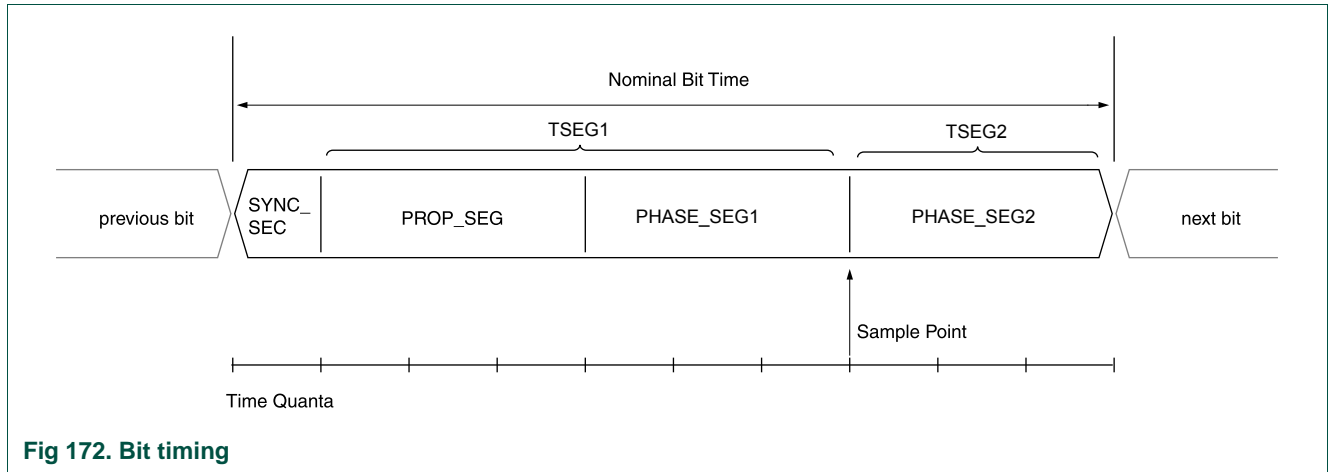 Nominal Bit Time
TSEG1
TSEG2
previous bit
SYNC_
SEC
PROP_SEG
PHASE_SEG1
PHASE_SEG2
next bit
Sample Point
Time Quanta
Fig 172. Bit timing